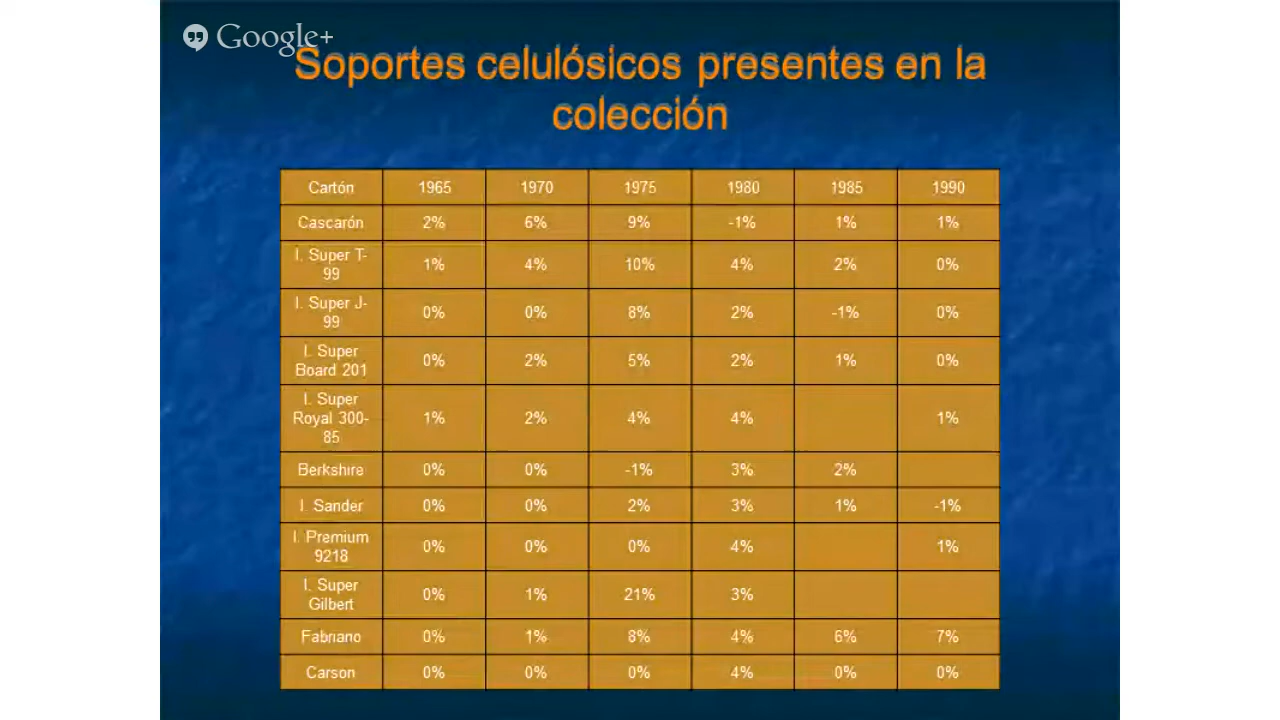 Google+
Soportes celulósicos presentes en la
colección
Cartón 1965 1970 1975 1980 1985 1990
Cascarón 2% 6% 9% -1% 1% 1%
I. Super T-
99 1% 4% 10% 4% 2% 0%
I. Super J-
99 0% 0% 8% 2% -1% 0%
I. Super
Board 201 0% 2% 5% 2% 1% 0%
I. Super
Royal 300-
85 1% 2% 4% 4% 1%
Berkshire 0% 0% -1% 3% 2%
I. Sander 0% 0% 2% 3% 1% -1%
I. Premium
9218 0% 0% 0% 4% 1%
I. Super
Gilbert 0% 1% 21% 3%
Fabriano 0% 1% 8% 4% 6% 7%
Carson 0% 0% 0% 4% 0% 0%